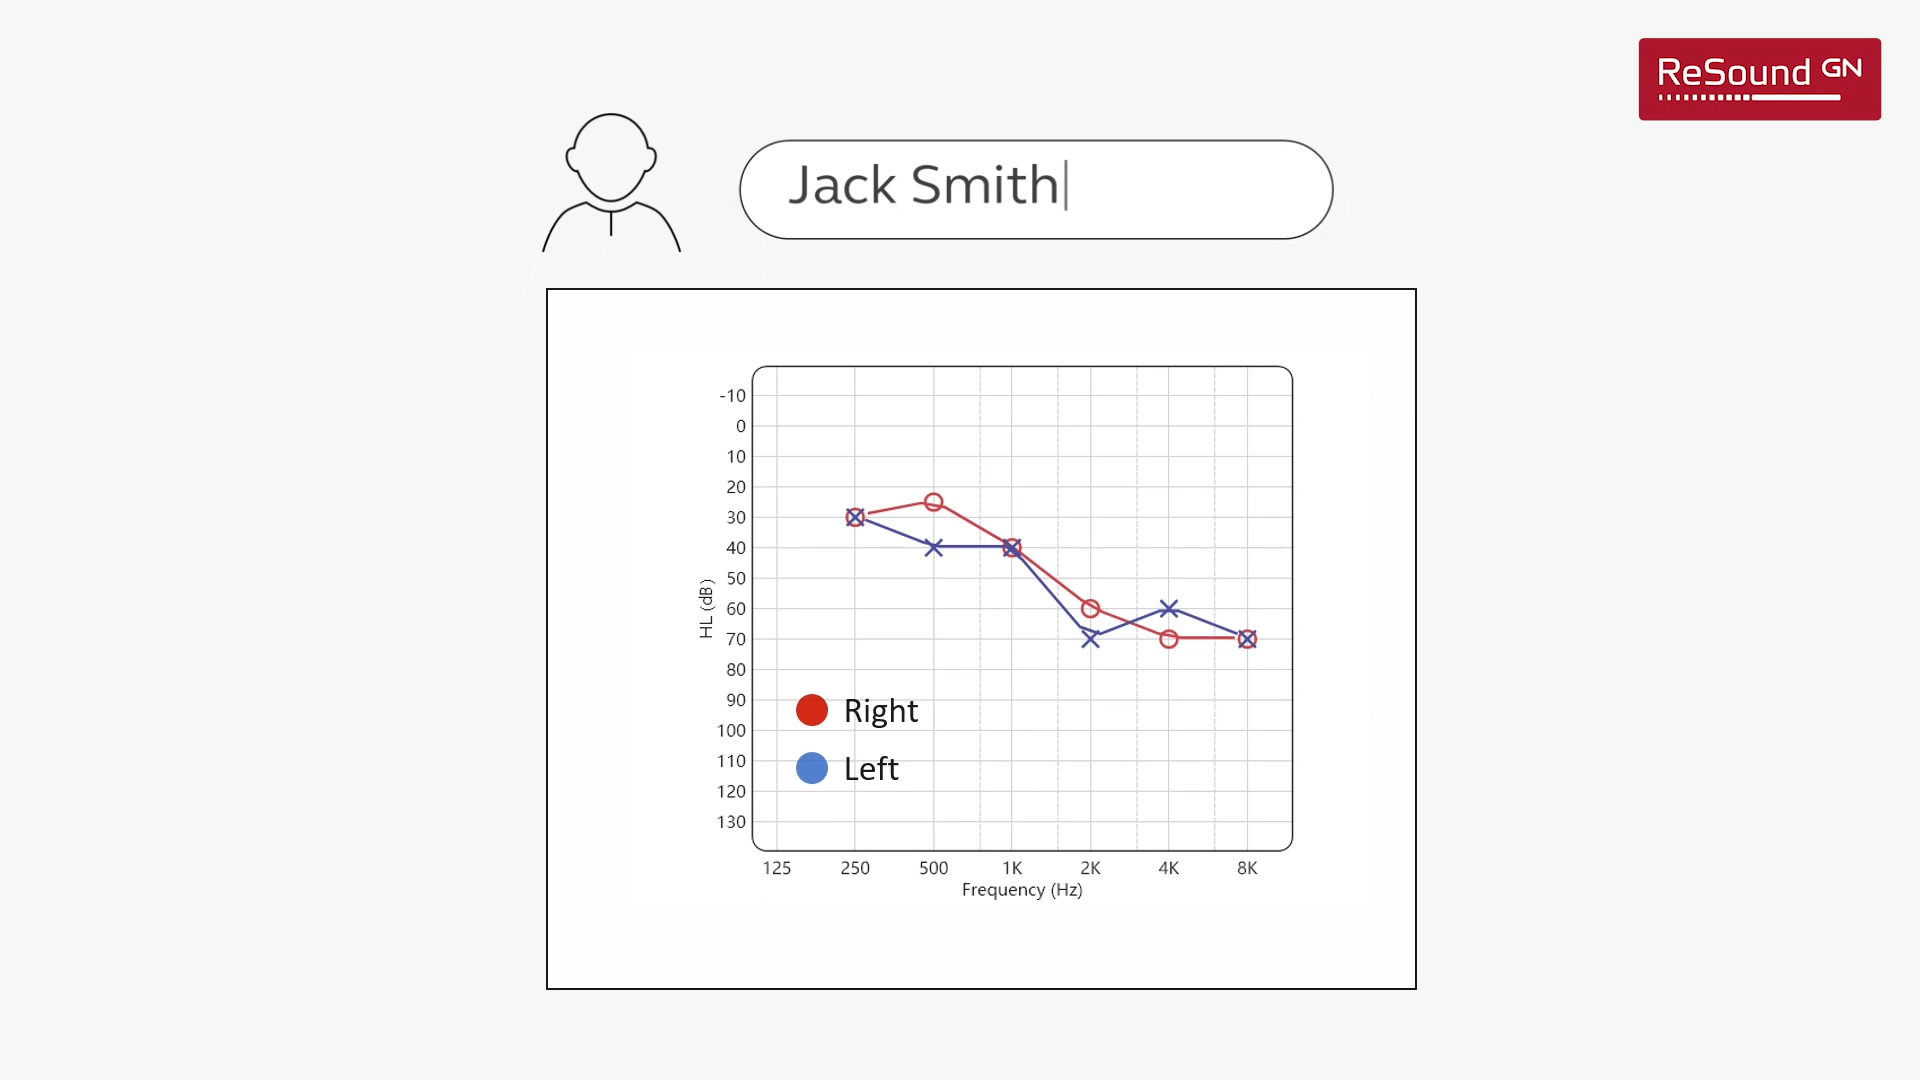 ReSound GN
Jack Smith
-10
0
10
20
30
40
50
60
70
80
90
100
110
120
130
HL (dB)
Right
Left
125 250 500 1K 2K 4K 8K
Frequency (Hz)